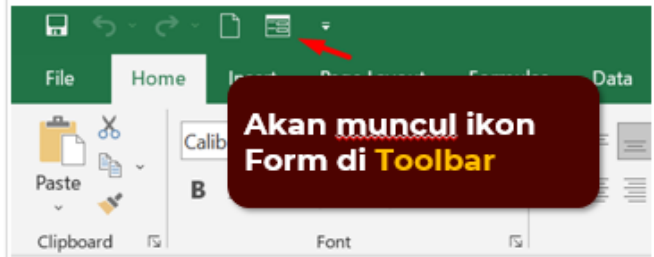 File Home Data
Akan muncul ikon
Form di Toolbar
Calib
Paste
B
Clipboard Font